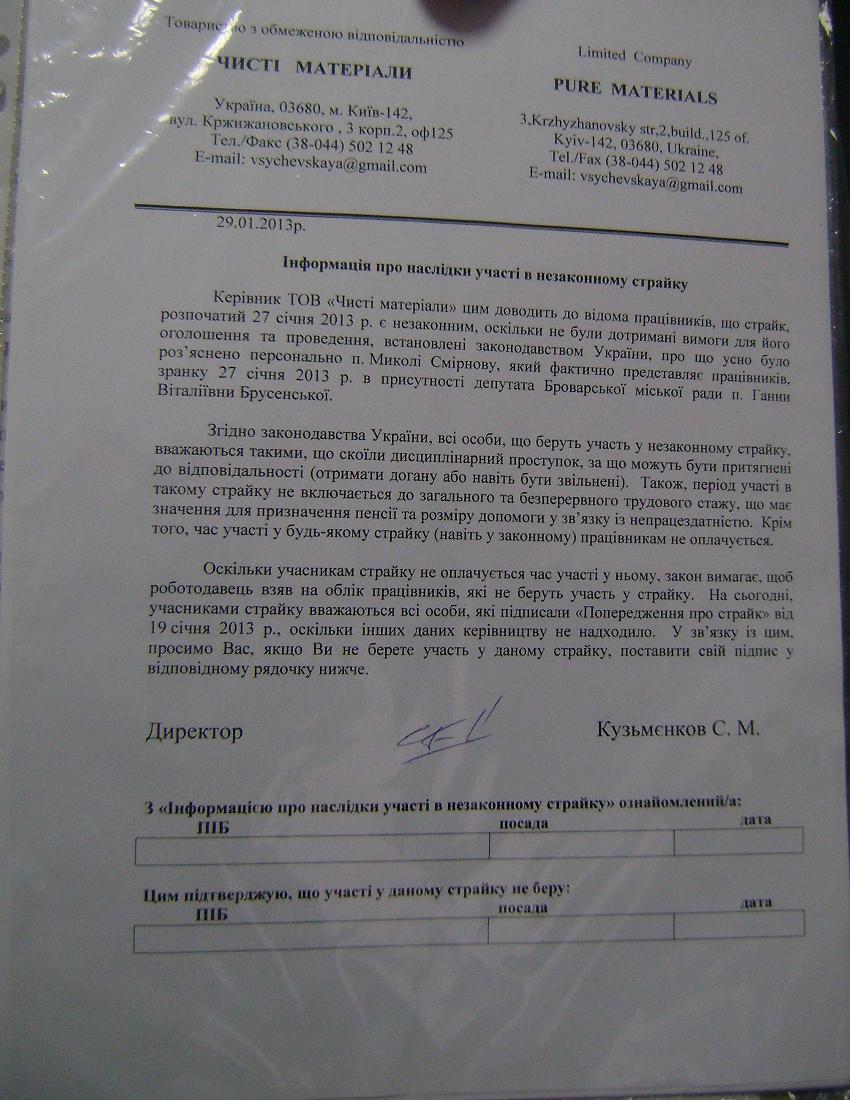 Товариство з обмеженою відповідальністю
ЧИСТІ МАТЕРІАЛИ
Україна, 03680, м. Київ-142,
вул. Кржижановського , 3 корп.2, оф125
Тел./Факс (38-044) 502 12 48
E-mail: vsychevskaya@gmail.com
Limited Company
PURE MATERIALS
3,Krzhyzhanovsky str,2,build.,125 of.
Kyiv-142, 03680, Ukraine,
Tel./Fax (38-044) 502 12 48
E-mail: vsychevskaya@gmail.com
29.01.2013р.
Інформація про наслідки участі в незаконному страйку
Керівник ТОВ «Чисті матеріали» цим доводить до відома працівників, що страйк,
розпочатий 27 січня 2013 р. є незаконним, оскільки не були дотримані вимоги для його
оголошення та проведення, встановлені законодавством України, про що усно було
роз’яснено персонально п. Миколі Смірнову, який фактично представляє працівників,
зранку 27 січня 2013 р. в присутності депутата Броварської міської ради п. Ганни
Віталіївни Брусенської.
Згідно законодавства України, всі особи, що беруть участь у незаконному страйку,
вважаються такими, що скоїли дисциплінарний проступок, за що можуть бути притягнені
до відповідальності (отримати догану або навіть бути звільнені). Також, період участі в
такому страйку не включається до загального та безперервного трудового стажу, що має
значення для призначення пенсії та розміру допомоги у зв’язку із непрацездатністю. Крім
того, час участі у будь-якому страйку (навіть у законному) працівникам не оплачується.
Оскільки учасникам страйку не оплачується час участі у ньому, закон вимагає, щоб
роботодавець взяв на облік працівників, які не беруть участь у страйку. На сьогодні,
учасниками страйку вважаються всі особи, які підписали «Попередження про страйк» від
19 січня 2013 р., оскільки інших даних керівництву не надходило. У зв’язку із цим,
просимо Вас, якщо Ви не берете участь у даному страйку, поставити свій підпис у
відповідному рядочку нижче.
Директор Кузьмєнков С. М.
З «Інформацією про наслідки участі в незаконному страйку» ознайомлений/а:
ПІБ посада дата
Цим підтверджую, що участі у даному страйку не беру:
ПІБ посада дата